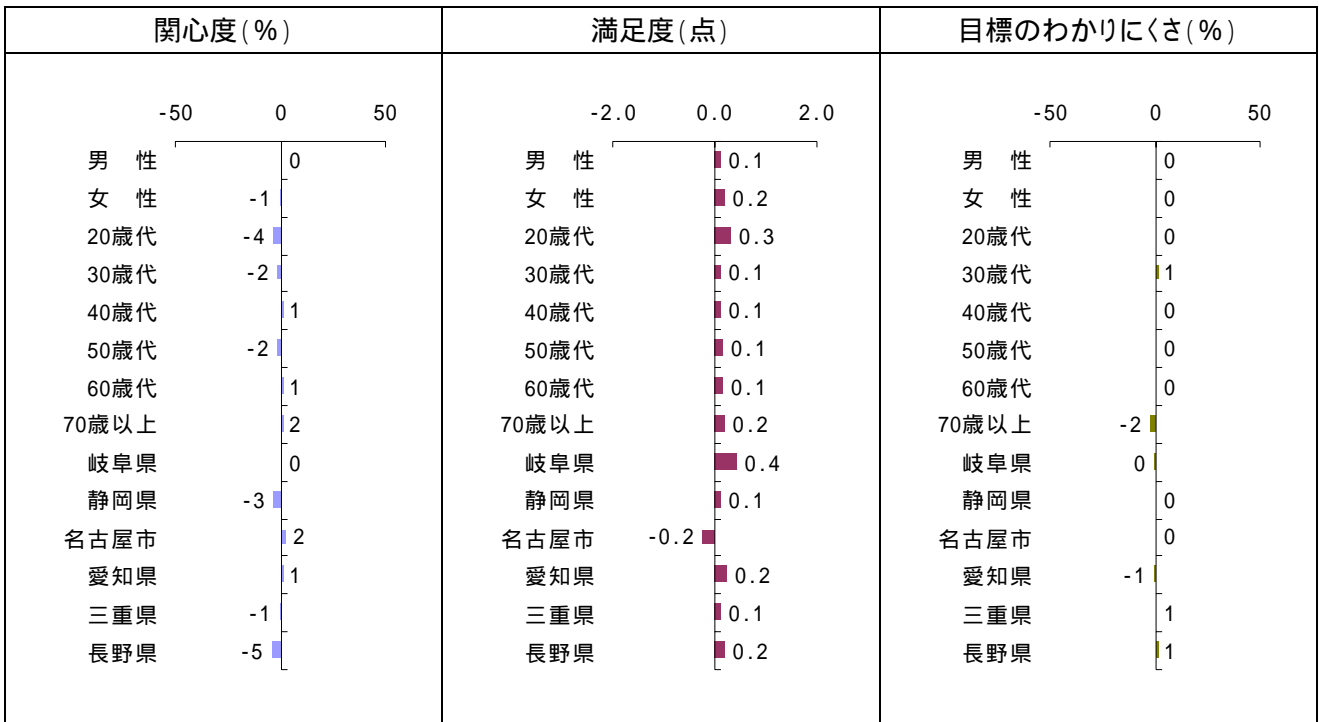 関心度(%) 満足度(点) 目標のわかりにくさ(%)
-50 0 50 -2.0 0.0 2.0 -50 0 50
男 性 0 男 性 0.1 男 性 0
女 性 -1 女 性 0.2 女 性 0
20歳代 -4 20歳代 0.3 20歳代 0
30歳代 -2 30歳代 0.1 30歳代 1
40歳代 1 40歳代 0.1 40歳代 0
50歳代 -2 50歳代 0.1 50歳代 0
60歳代 1 60歳代 0.1 60歳代 0
70歳以上 2 70歳以上 0.2 70歳以上 -2
岐阜県 0 岐阜県 0.4 岐阜県 0
静岡県 -3 静岡県 0.1 静岡県 0
名古屋市 2 名古屋市 -0.2 名古屋市 0
愛知県 1 愛知県 0.2 愛知県 -1
三重県 -1 三重県 0.1 三重県 1
長野県 -5 長野県 0.2 長野県 1